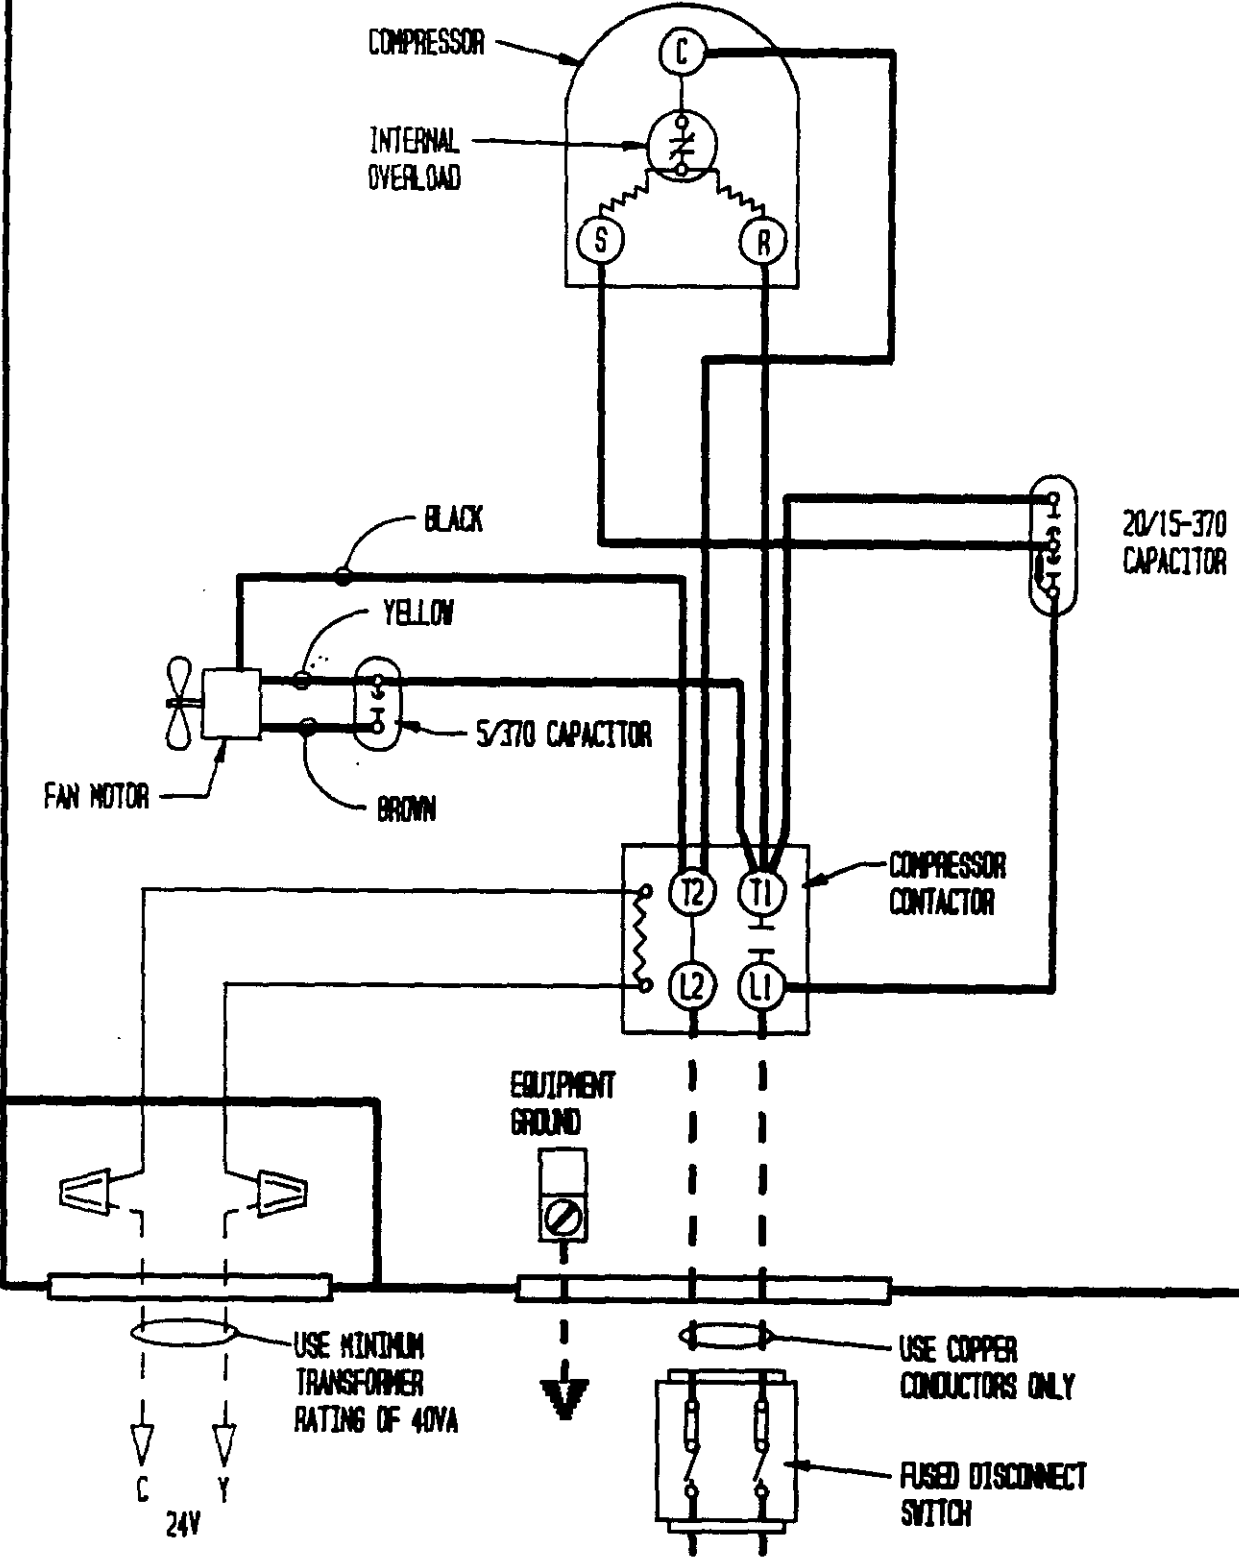 COMPRESSOR
C
INTERNAL
OVERLOAD
S
R
BLACK
20/15-370
CAPACITOR
YELLOW
5/370 CAPACITOR
FAN MOTOR
BROWN
COMPRESSOR
CONTACTOR
T2
T1
L2
L1
EQUIPMENT
GROUND
USE MINIMUM
TRANSFORMER
RATING OF 40VA
USE COPPER
CONDUCTORS ONLY
C
Y
24V
FUSED DISCONNECT
SWITCH